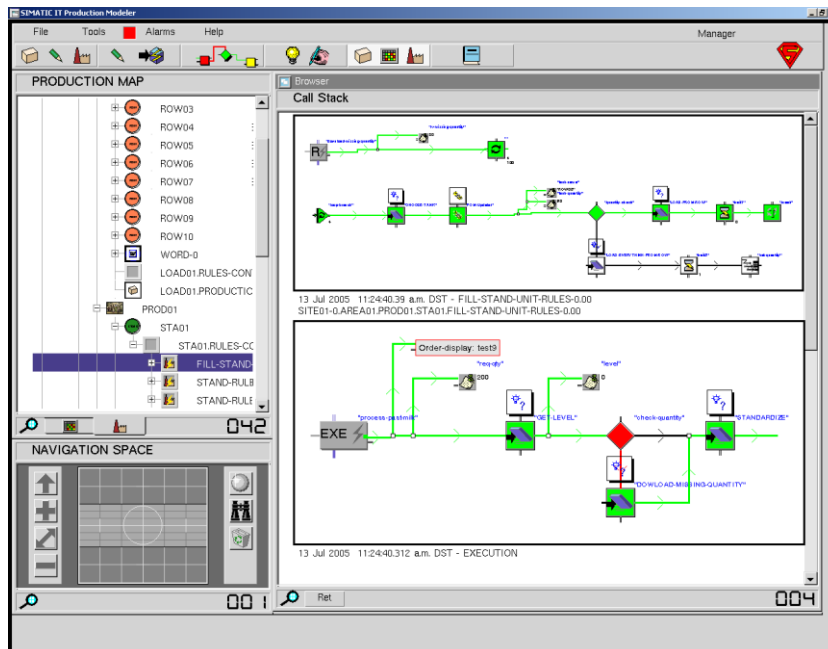 SIMATIC IT Production Modeler
File Tools Alarms Help Manager
PRODUCTION MAP
ROW03
ROW04
ROW05
ROW06
ROW07
ROW08
ROW09
ROW10
WORD-0
LOAD01.RULES-CON
LOAD01.PRODUCTIC
PROD01
STA01
STA01.RULES-CC
FILL-STAND
STAND-RULE
STAND-RULE
042
NAVIGATION SPACE
001
Browser
Call Stack
R
100
13 Jul 2005 11:24:40.39 a.m. DST - FILL-STAND-UNIT-RULES-0.00
SITE01-0.AREA01.PROD01.STA01.FILL-STAND-UNIT-RULES-0.00
Order-display: test9
"req-qty"
200
"level"
0
"process-pastmilk"
"GET-LEVEL"
"check-quantity"
"STANDARDIZE"
EXE
"DOWLOAD-MISSING-QUANTITY"
13 Jul 2005 11:24:40.312 a.m. DST - EXECUTION
Ret
004